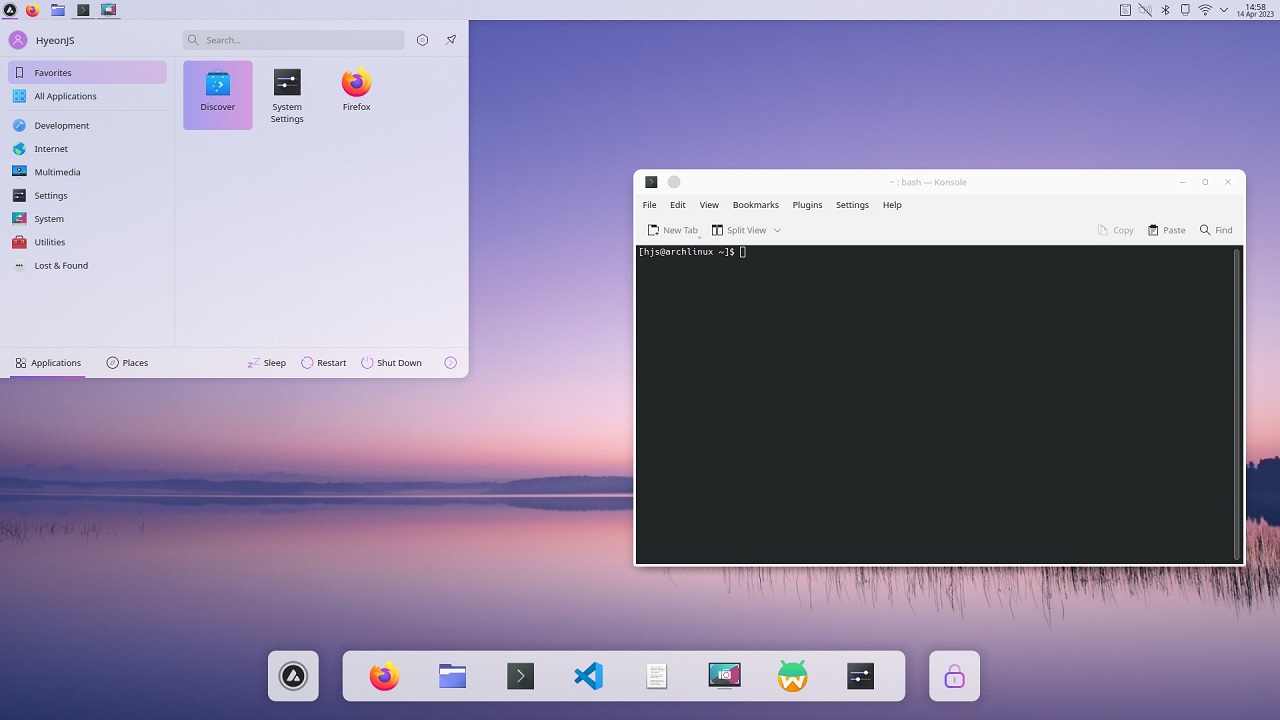 14:58
14 Apr 2023
HyeonJS
Search...
Favorites
All Applications
Development
Internet
Multimedia
Settings
System
Utilities
Lost & Found
Discover
System
Settings
Firefox
Applications
Places
Sleep
Restart
Shut Down
~ : bash — Konsole
File Edit View Bookmarks Plugins Settings Help
New Tab Split View Copy Paste Find
[hjs@archlinux ~]$